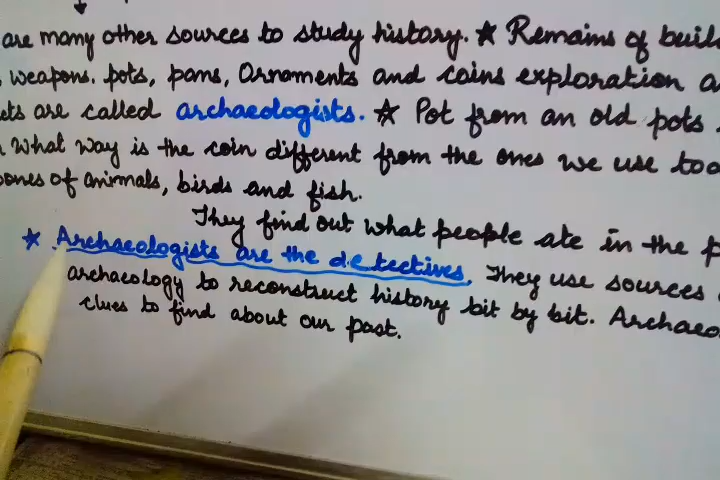 are many other sources to study history. ★ Remains of buil
, weapons. pots, pans, Ornaments and coins exploration a
ts are called archaeologists. ★ Pot from an old pots
What way is the coin different from the ones we use too
bones of animals, birds and fish.
They find out what people ate in the p
★ Archaeologists are the detectives, They use sources
archaeology to reconstruct history bit by bit. Archaeo
clues to find about our past.